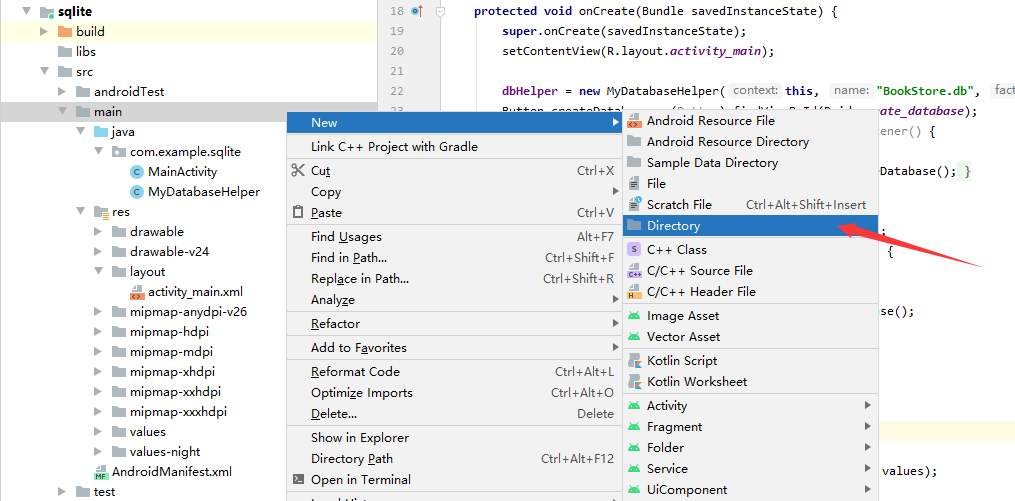 sqlite
build
libs
src
androidTest
main
java
com.example.sqlite
MainActivity
MyDatabaseHelper
res
drawable
drawable-v24
layout
activity_main.xml
mipmap-anydpi-v26
mipmap-hdpi
mipmap-mdpi
mipmap-xhdpi
mipmap-xxhdpi
mipmap-xxxhdpi
values
values-night
AndroidManifest.xml
test
18 protected void onCreate(Bundle savedInstanceState) {
19 super.onCreate(savedInstanceState);
20 setContentView(R.layout.activity_main);
21
22 dbHelper = new MyDatabaseHelper( context: this, name: "BookStore.db", fact
ate_database);
ener() {
Database(); }
;
{
se();
values);
New
Link C++ Project with Gradle
Cut Ctrl+X
Copy
Paste Ctrl+V
Find Usages Alt+F7
Find in Path... Ctrl+Shift+F
Replace in Path... Ctrl+Shift+R
Analyze
Refactor
Add to Favorites
Reformat Code Ctrl+Alt+L
Optimize Imports Ctrl+Alt+O
Delete... Delete
Show in Explorer
Directory Path Ctrl+Alt+F12
Open in Terminal
Android Resource File
Android Resource Directory
Sample Data Directory
File
Scratch File Ctrl+Alt+Shift+Insert
Directory
C++ Class
C/C++ Source File
C/C++ Header File
Image Asset
Vector Asset
Kotlin Script
Kotlin Worksheet
Activity
Fragment
Folder
Service
UiComponent